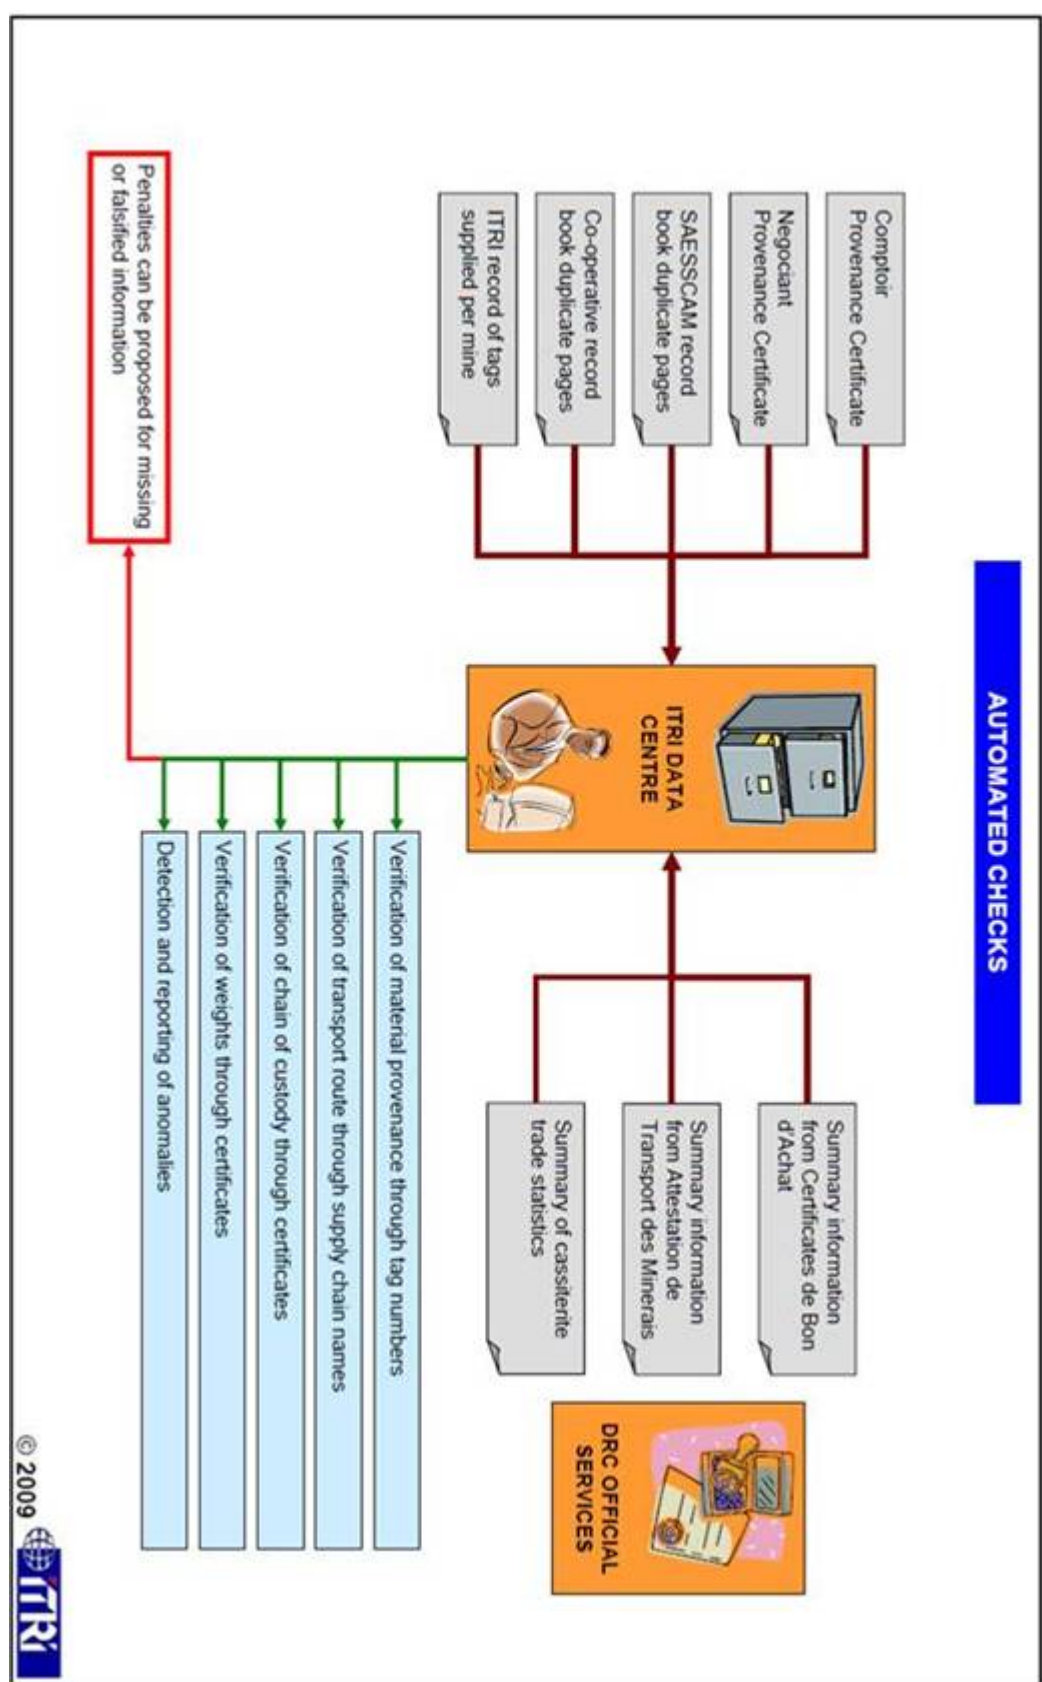 AUTOMATED CHECKS
Comptoir
Provenance Certificate
Negociant
Provenance Certificate
SAESSCAM record
book duplicate pages
Co-operative record
book duplicate pages
ITRI record of tags
supplied per mine
ITRI DATA
CENTRE
Summary information
from Certificates de Bon
d'Achat
Summary information
from Attestation de
Transport des Minerais
Summary of cassiterite
trade statistics
DRC OFFICIAL
SERVICES
Verification of material provenance through tag numbers
Verification of transport route through supply chain names
Verification of chain of custody through certificates
Verification of weights through certificates
Detection and reporting of anomalies
Penalties can be proposed for missing
or falsified information
© 2009 iTRi